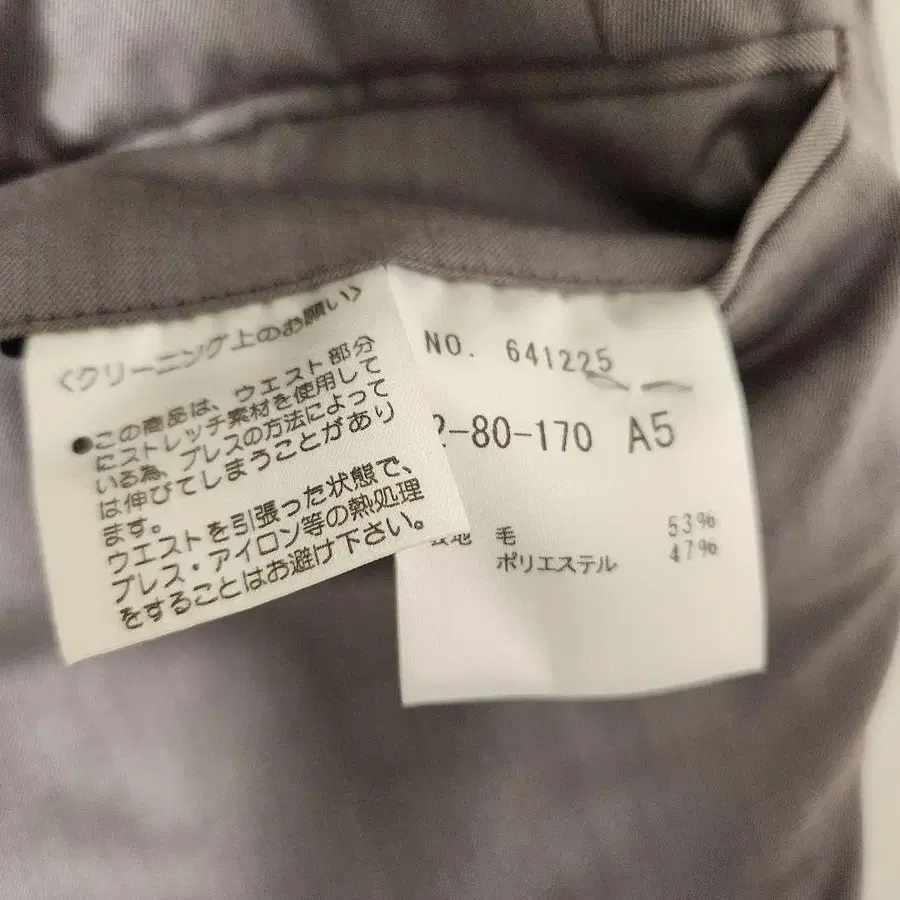 〈クリーニング上のお願い〉
●この商品は、ウエスト部分
にストレッチ素材を使用して
いる為、プレスの方法によって
は伸びてしまうことがあり
ます。
ウエストを引張った状態で、
プレス・アイロン等の熱処理
をすることはお避け下さい。
NO. 641225
2-80-170 A5
表地 毛 53%
ポリエステル 47%